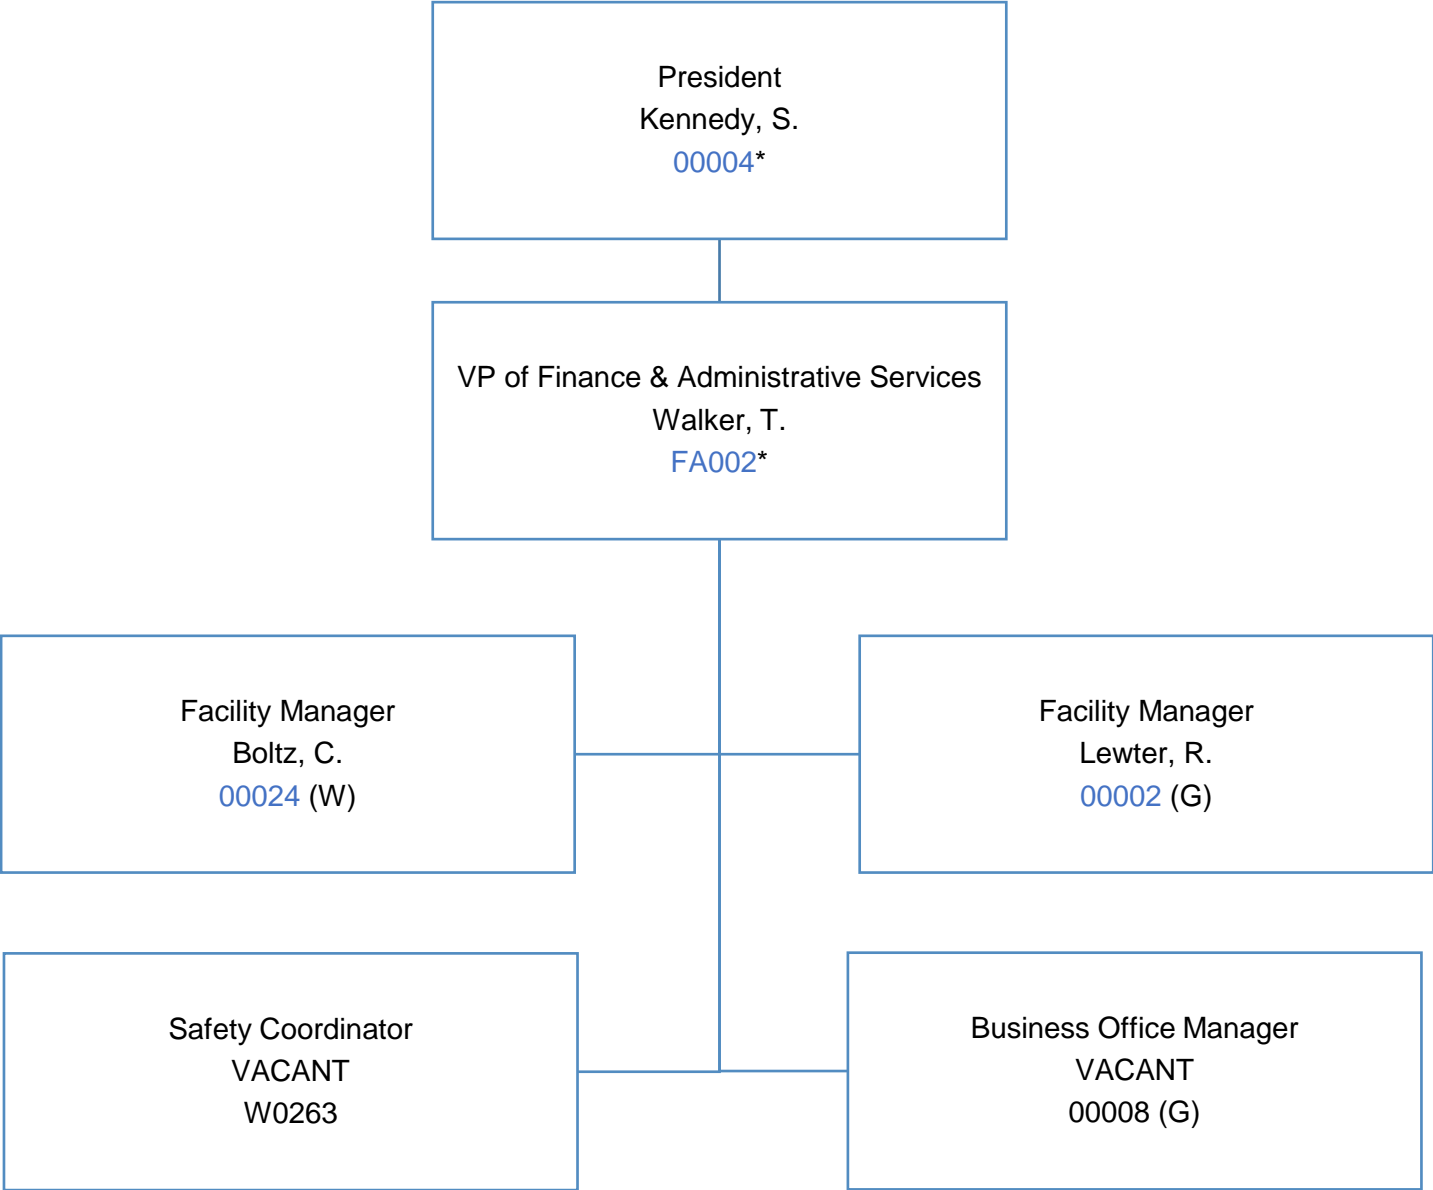 President
Kennedy, S.
00004*
VP of Finance & Administrative Services
Walker, T.
FA002*
Facility Manager
Boltz, C.
00024 (W)
Facility Manager
Lewter, R.
00002 (G)
Safety Coordinator
VACANT
W0263
Business Office Manager
VACANT
00008 (G)